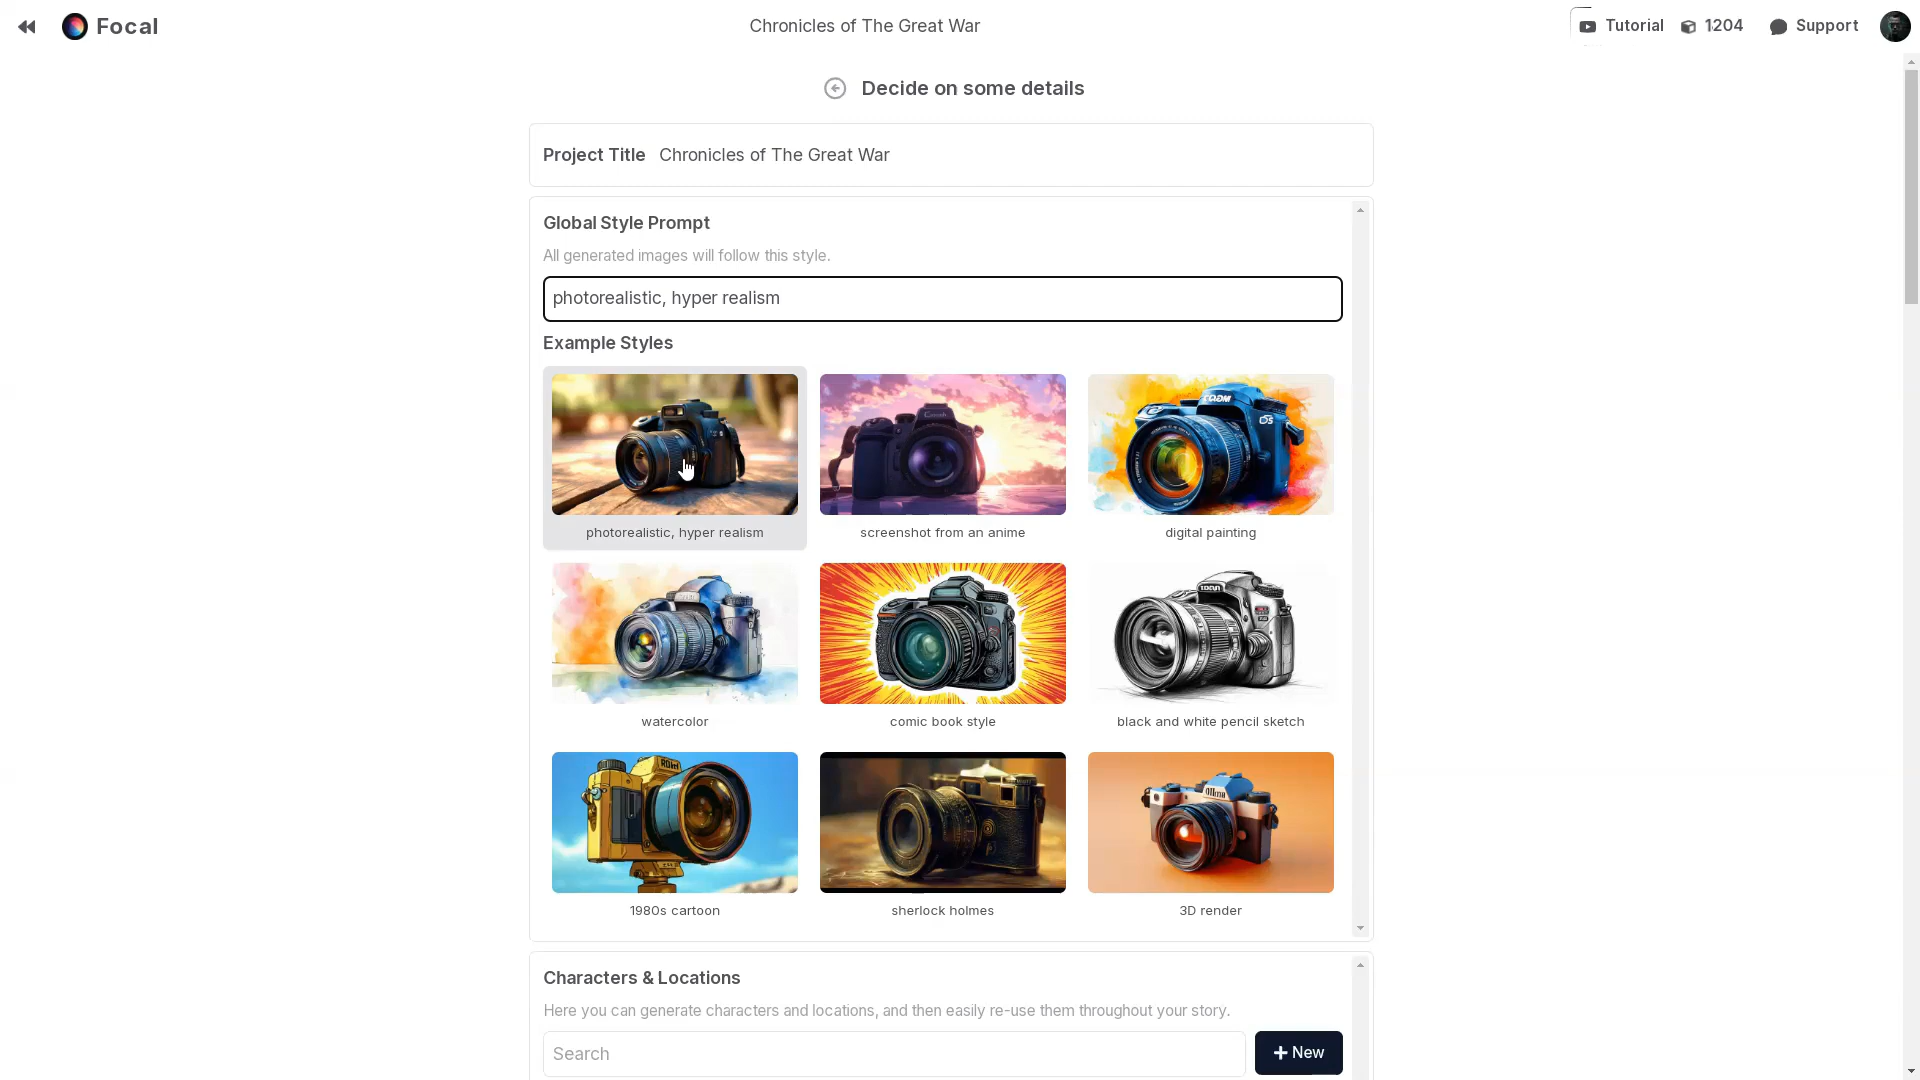 Focal
Chronicles of The Great War
Tutorial
1204
Support
Decide on some details
Project Title Chronicles of The Great War
Global Style Prompt
All generated images will follow this style.
photorealistic, hyper realism
Example Styles
photorealistic, hyper realism
screenshot from an anime
digital painting
watercolor
comic book style
black and white pencil sketch
1980s cartoon
sherlock holmes
3D render
Characters & Locations
Here you can generate characters and locations, and then easily re-use them throughout your story.
Search
+ New